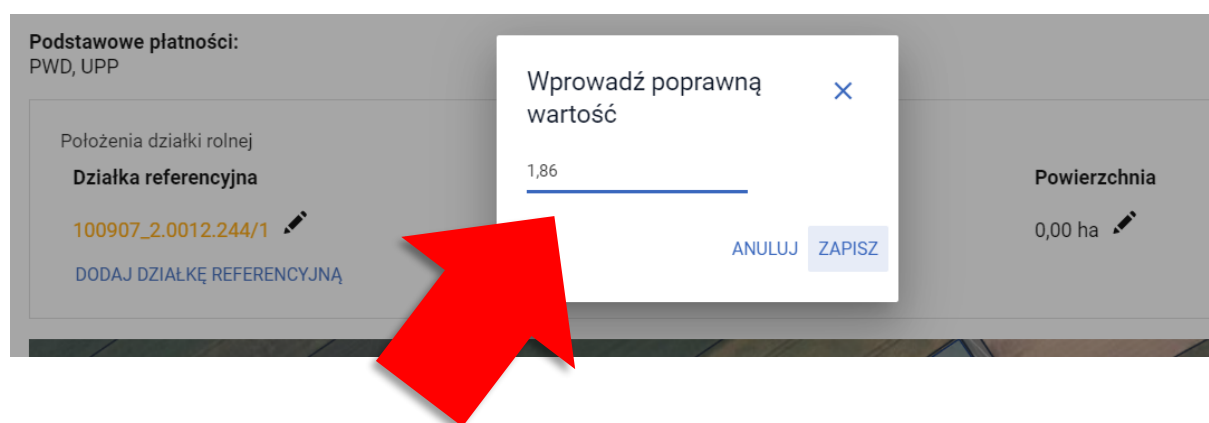 Podstawowe płatności:
PWD, UPP
Położenia działki rolnej
Działka referencyjna
100907_2.0012.244/1
DODAJ DZIAŁKĘ REFERENCYJNĄ
Wprowadź poprawną
wartość
1,86
ANULUJ ZAPISZ
Powierzchnia
0,00 ha